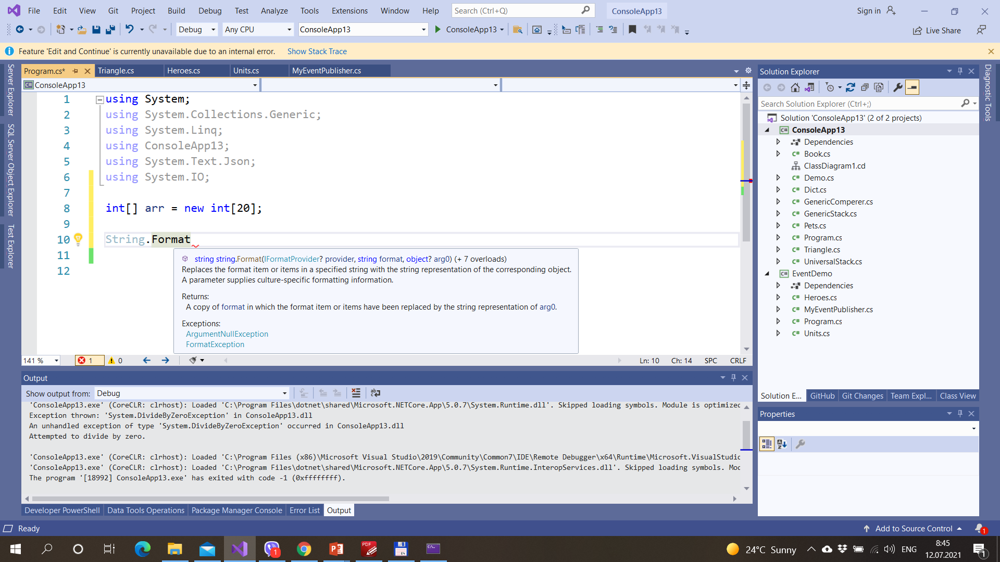 File Edit View Git Project Build Debug Test Analyze Tools Extensions Window Help Search (Ctrl+Q) ConsoleApp13 Sign in
Debug Any CPU ConsoleApp13 ConsoleApp13 Live Share
Feature 'Edit and Continue' is currently unavailable due to an internal error. Show Stack Trace
Server Explorer
SQL Server Object Explorer
Test Explorer
Program.cs* Triangle.cs Heroes.cs Units.cs MyEventPublisher.cs
ConsoleApp13
1 using System;
2 using System.Collections.Generic;
3 using System.Linq;
4 using ConsoleApp13;
5 using System.Text.Json;
6 using System.IO;
7
8 int[] arr = new int[20];
9
10 String.Format
11
12
string string.Format(IFormatProvider? provider, string format, object? arg0) (+ 7 overloads)
Replaces the format item or items in a specified string with the string representation of the corresponding object.
A parameter supplies culture-specific formatting information.
Returns:
A copy of format in which the format item or items have been replaced by the string representation of arg0.
Exceptions:
ArgumentNullException
FormatException
141 % 1 0 Ln: 10 Ch: 14 SPC CRLF
Output
Show output from: Debug
'ConsoleApp13.exe' (CoreCLR: clrhost): Loaded 'C:\Program Files\dotnet\shared\Microsoft.NETCore.App\5.0.7\System.Runtime.dll'. Skipped loading symbols. Module is optimized
Exception thrown: 'System.DivideByZeroException' in ConsoleApp13.dll
An unhandled exception of type 'System.DivideByZeroException' occurred in ConsoleApp13.dll
Attempted to divide by zero.
'ConsoleApp13.exe' (CoreCLR: clrhost): Loaded 'C:\Program Files (x86)\Microsoft Visual Studio\2019\Community\Common7\IDE\Remote Debugger\x64\Runtime\Microsoft.VisualStudio
'ConsoleApp13.exe' (CoreCLR: clrhost): Loaded 'C:\Program Files\dotnet\shared\Microsoft.NETCore.App\5.0.7\System.Runtime.InteropServices.dll'. Skipped loading symbols. Mod
The program '[18992] ConsoleApp13.exe' has exited with code -1 (0xffffffff).
Developer PowerShell Data Tools Operations Package Manager Console Error List Output
Solution Explorer
Search Solution Explorer (Ctrl+;)
Solution 'ConsoleApp13' (2 of 2 projects)
C# ConsoleApp13
Dependencies
C# Book.cs
ClassDiagram1.cd
C# Demo.cs
C# Dict.cs
C# GenericComperer.cs
C# GenericStack.cs
C# Pets.cs
C# Program.cs
C# Triangle.cs
C# UniversalStack.cs
C# EventDemo
Dependencies
C# Heroes.cs
C# MyEventPublisher.cs
C# Program.cs
C# Units.cs
Solution E... GitHub Git Changes Team Expl... Class View
Properties
Diagnostic Tools
Ready Add to Source Control 1
1 PDF 24°C Sunny ENG 8:45
12.07.2021 1